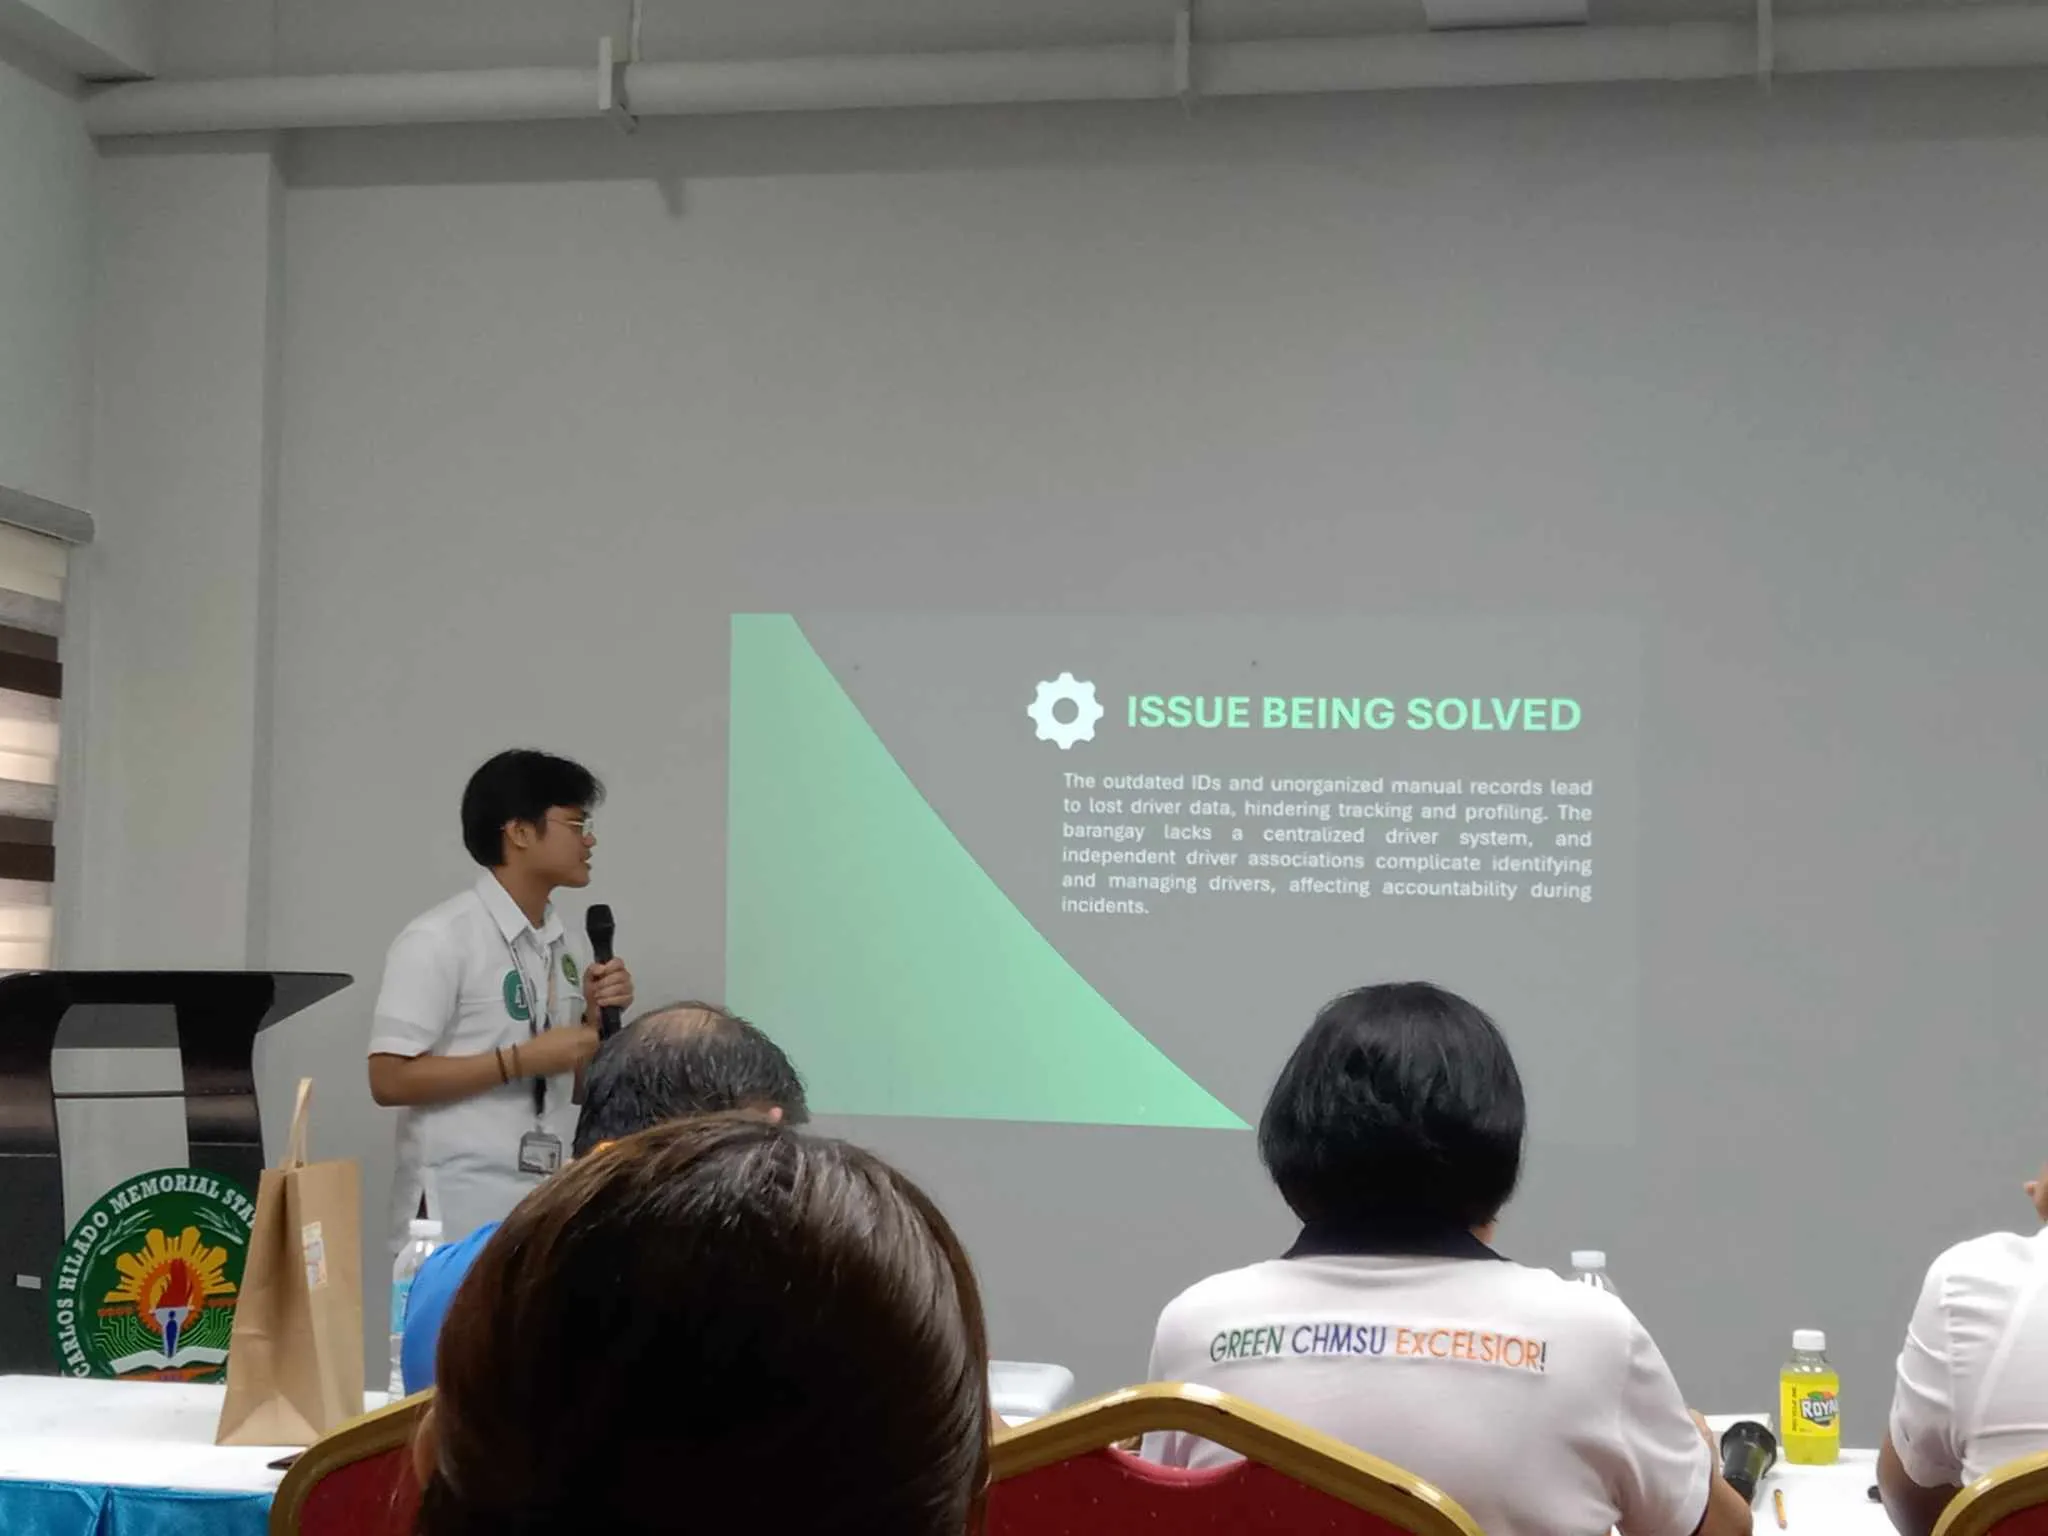 ISSUE BEING SOLVED
The outdated IDs and unorganized manual records lead
to lost driver data, hindering tracking and profiling. The
barangay lacks a centralized driver system, and
independent driver associations complicate identifying
and managing drivers, affecting accountability during
incidents.
CARLOS HILADO MEMORIAL
GREEN CHMSU EXCELSIOR!